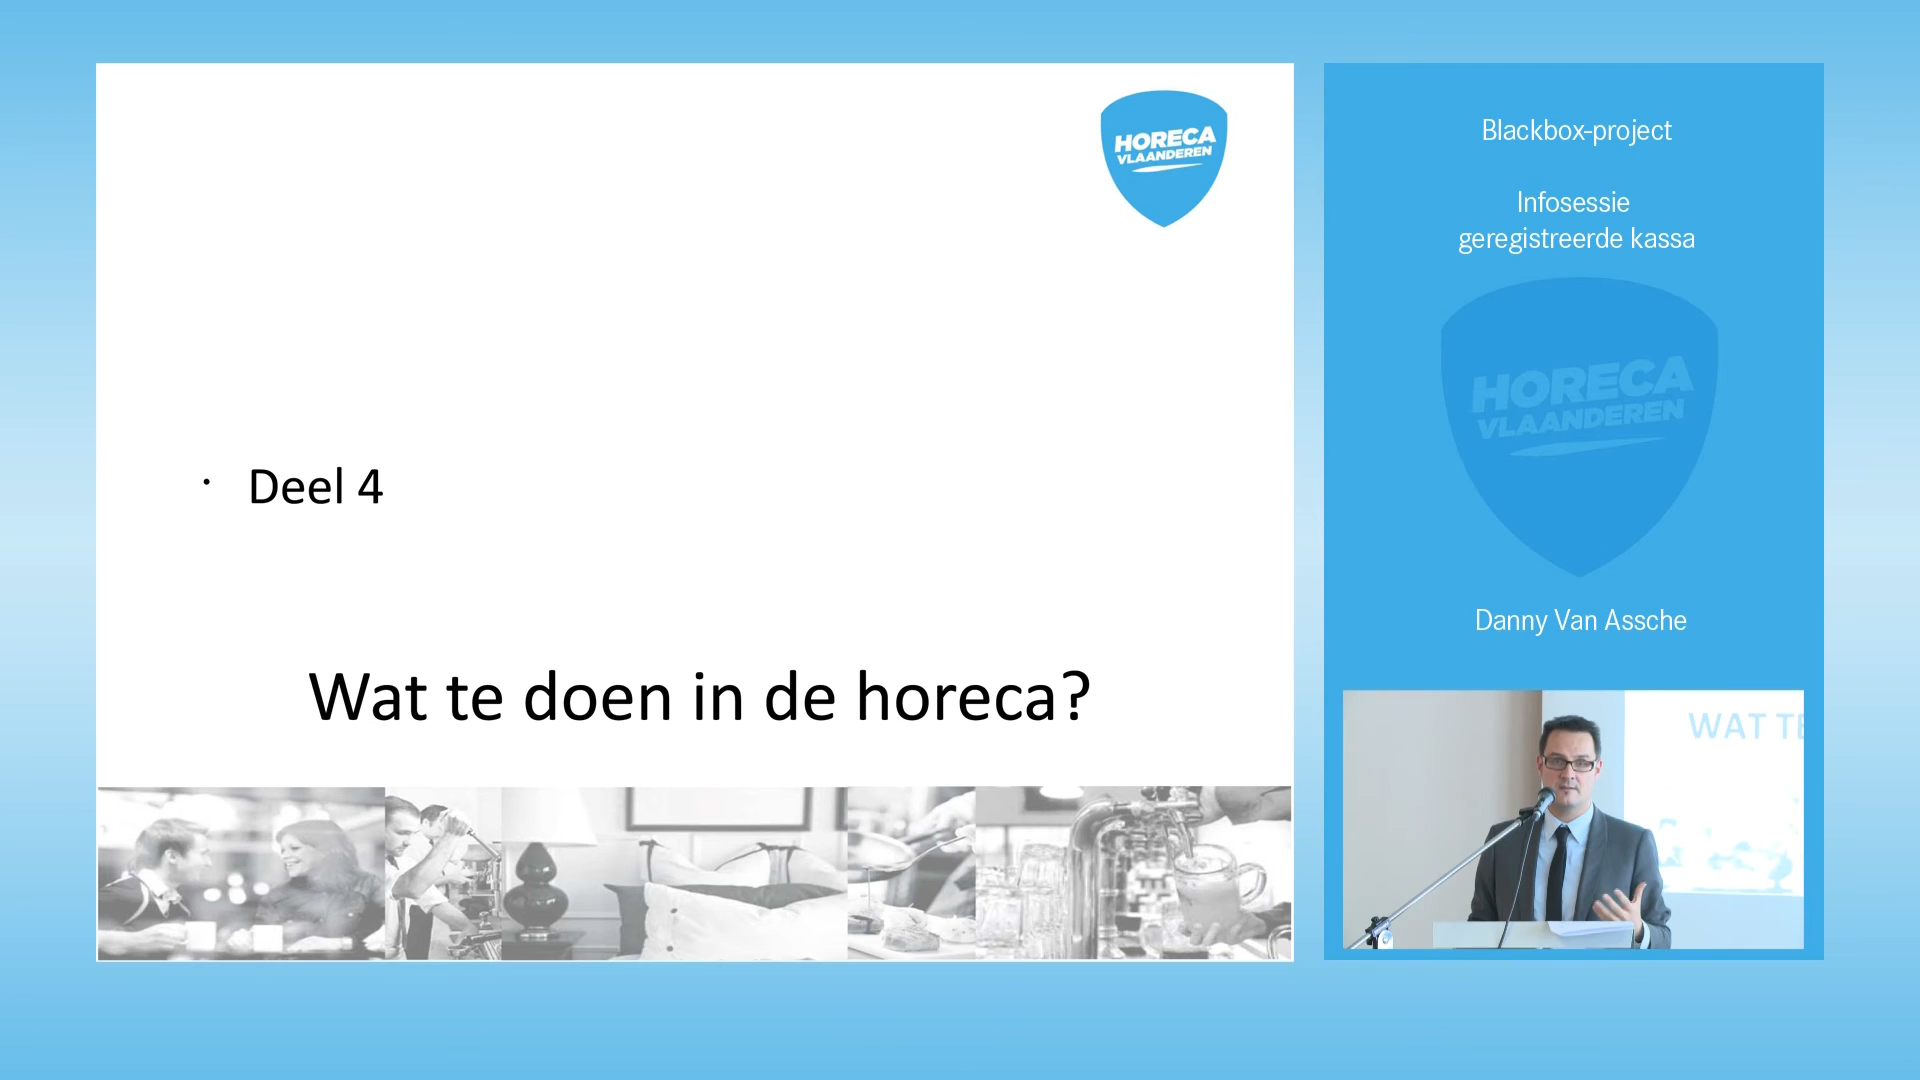 HORECA
VLAANDEREN
• Deel 4
Wat te doen in de horeca?
Blackbox-project
Infosessie
geregistreerde kassa
HORECA
VLAANDEREN
Danny Van Assche
WAT TE